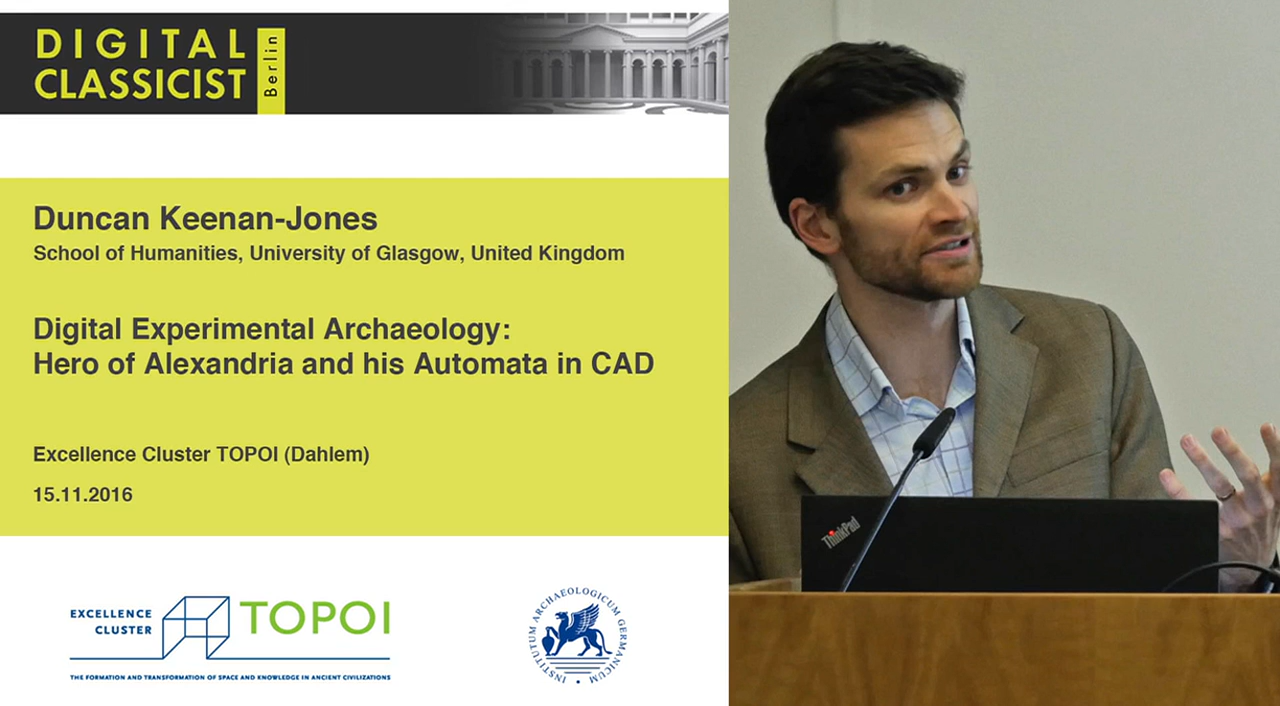 DIGITAL
CLASSICIST
Berlin
Duncan Keenan-Jones
School of Humanities, University of Glasgow, United Kingdom
Digital Experimental Archaeology:
Hero of Alexandria and his Automata in CAD
Excellence Cluster TOPOI (Dahlem)
15.11.2016
EXCELLENCE
CLUSTER
TOPOI
THE FORMATION AND TRANSFORMATION OF SPACE AND KNOWLEDGE IN ANCIENT CIVILIZATIONS
INSTITUTUM ARCHAEOLOGICUM GERMANICUM
ThinkPad